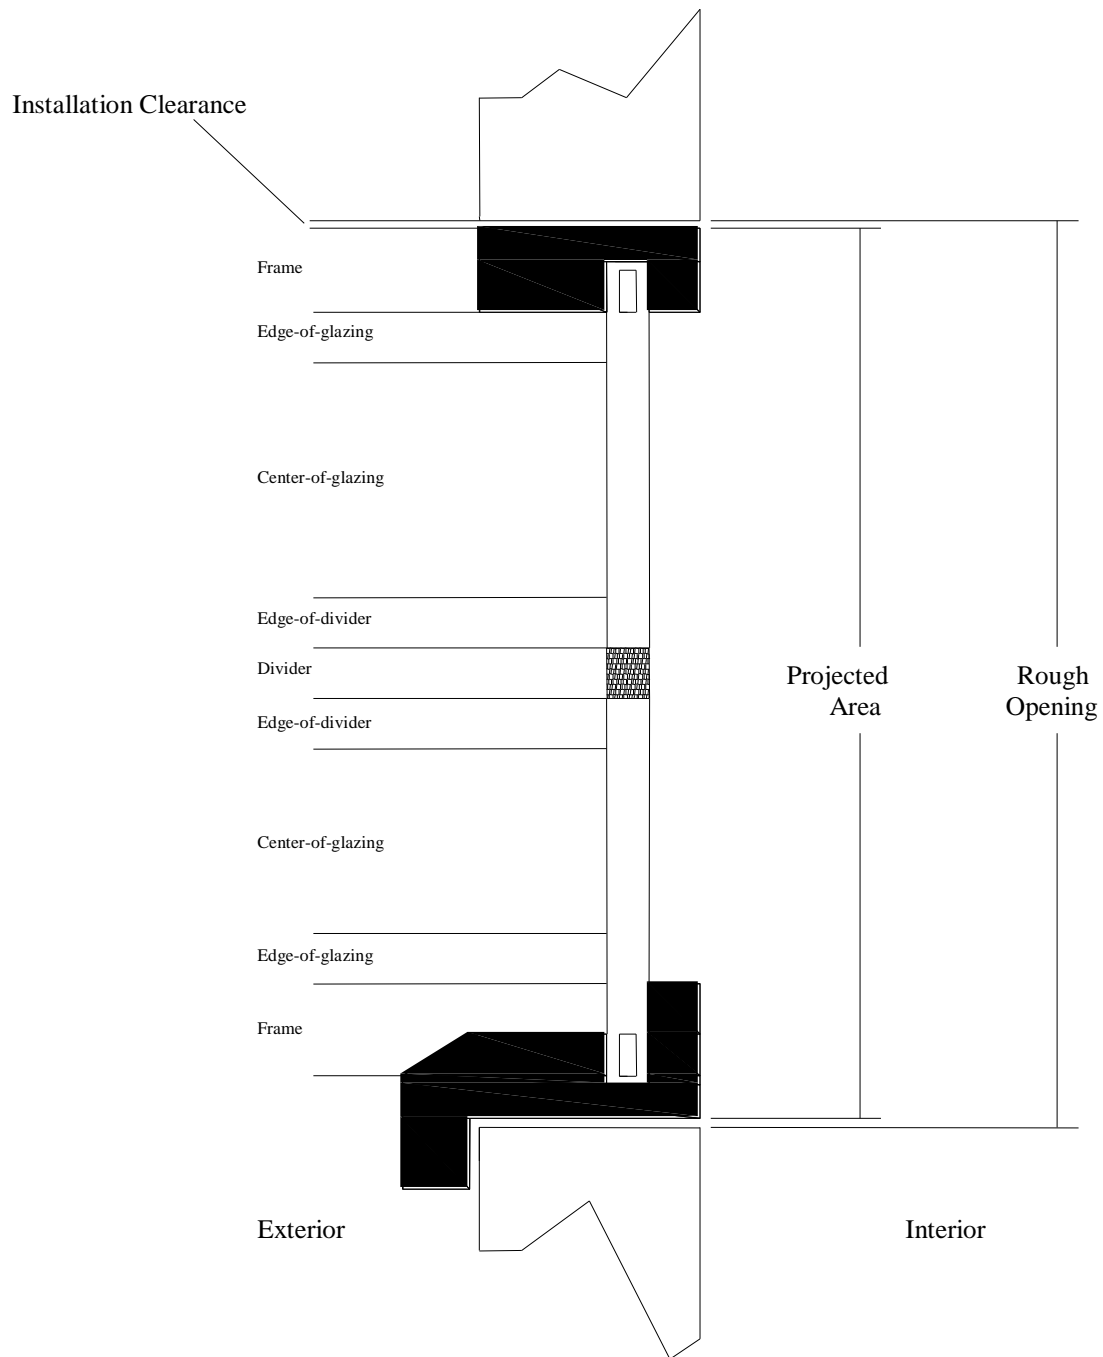 Installation Clearance
Frame
Edge-of-glazing
Center-of-glazing
Edge-of-divider
Divider
Edge-of-divider
Center-of-glazing
Edge-of-glazing
Frame
Projected
Area
Rough
Opening
Exterior
Interior